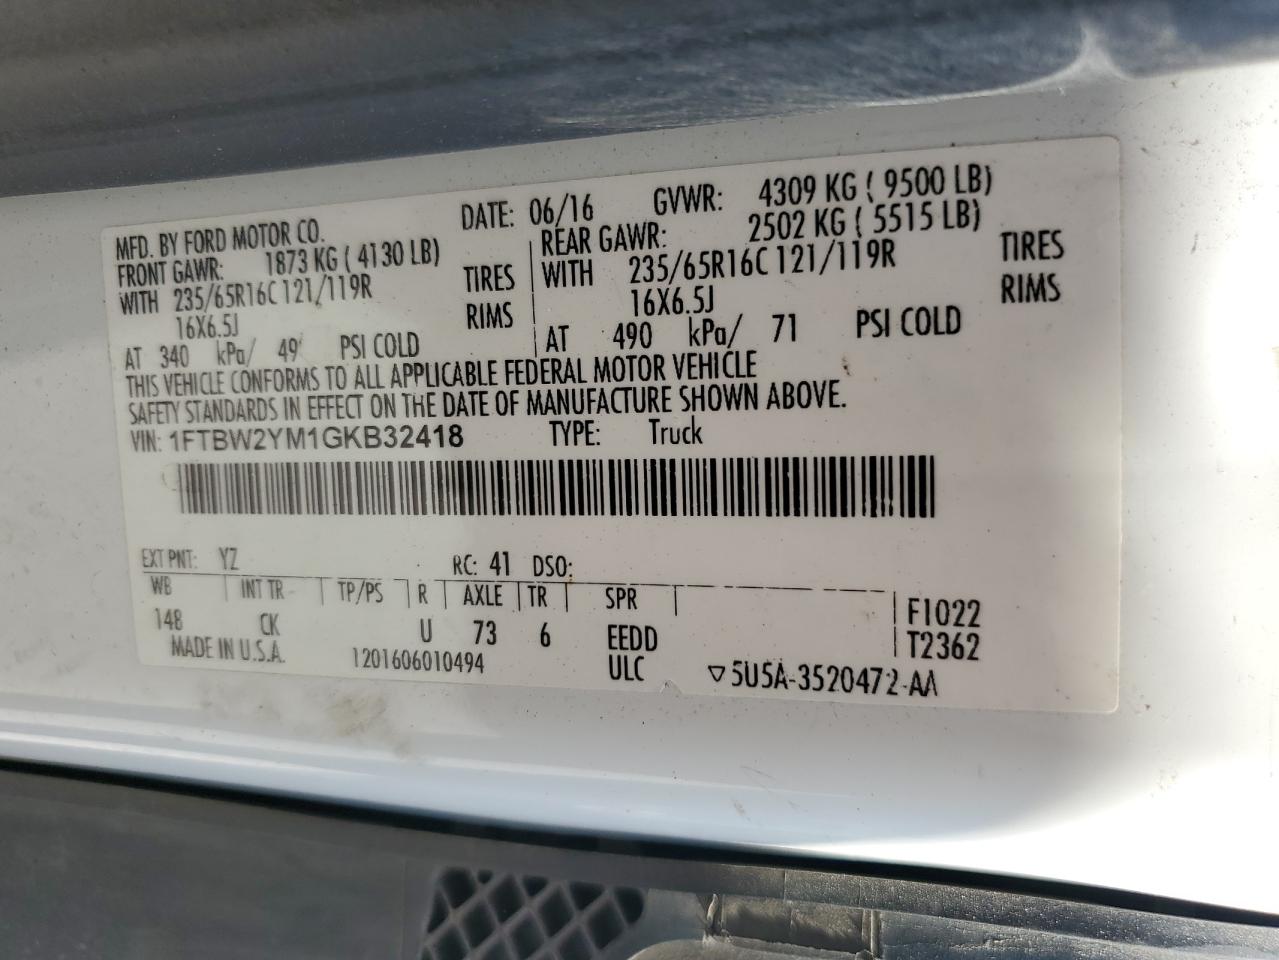 MFD. BY FORD MOTOR CO. DATE: 06/16 GVWR: 4309 KG ( 9500 LB)
FRONT GAWR: 1873 KG ( 4130 LB) REAR GAWR: 2502 KG ( 5515 LB)
WITH 235/65R16C 121/119R TIRES WITH 235/65R16C 121/119R TIRES
16X6.5J RIMS 16X6.5J RIMS
AT 340 kPa/ 49 PSI COLD AT 490 kPa/ 71 PSI COLD
THIS VEHICLE CONFORMS TO ALL APPLICABLE FEDERAL MOTOR VEHICLE
SAFETY STANDARDS IN EFFECT ON THE DATE OF MANUFACTURE SHOWN ABOVE.
VIN: 1FTBW2YM1GKB32418 TYPE: Truck
EXT PNT: YZ RC: 41 DSO:
WB INT TR TP/PS R AXLE TR SPR
148 CK U 73 6 EEDD F1022
ULC T2362
MADE IN U.S.A. 1201606010494 ▽5U5A-3520472-AA